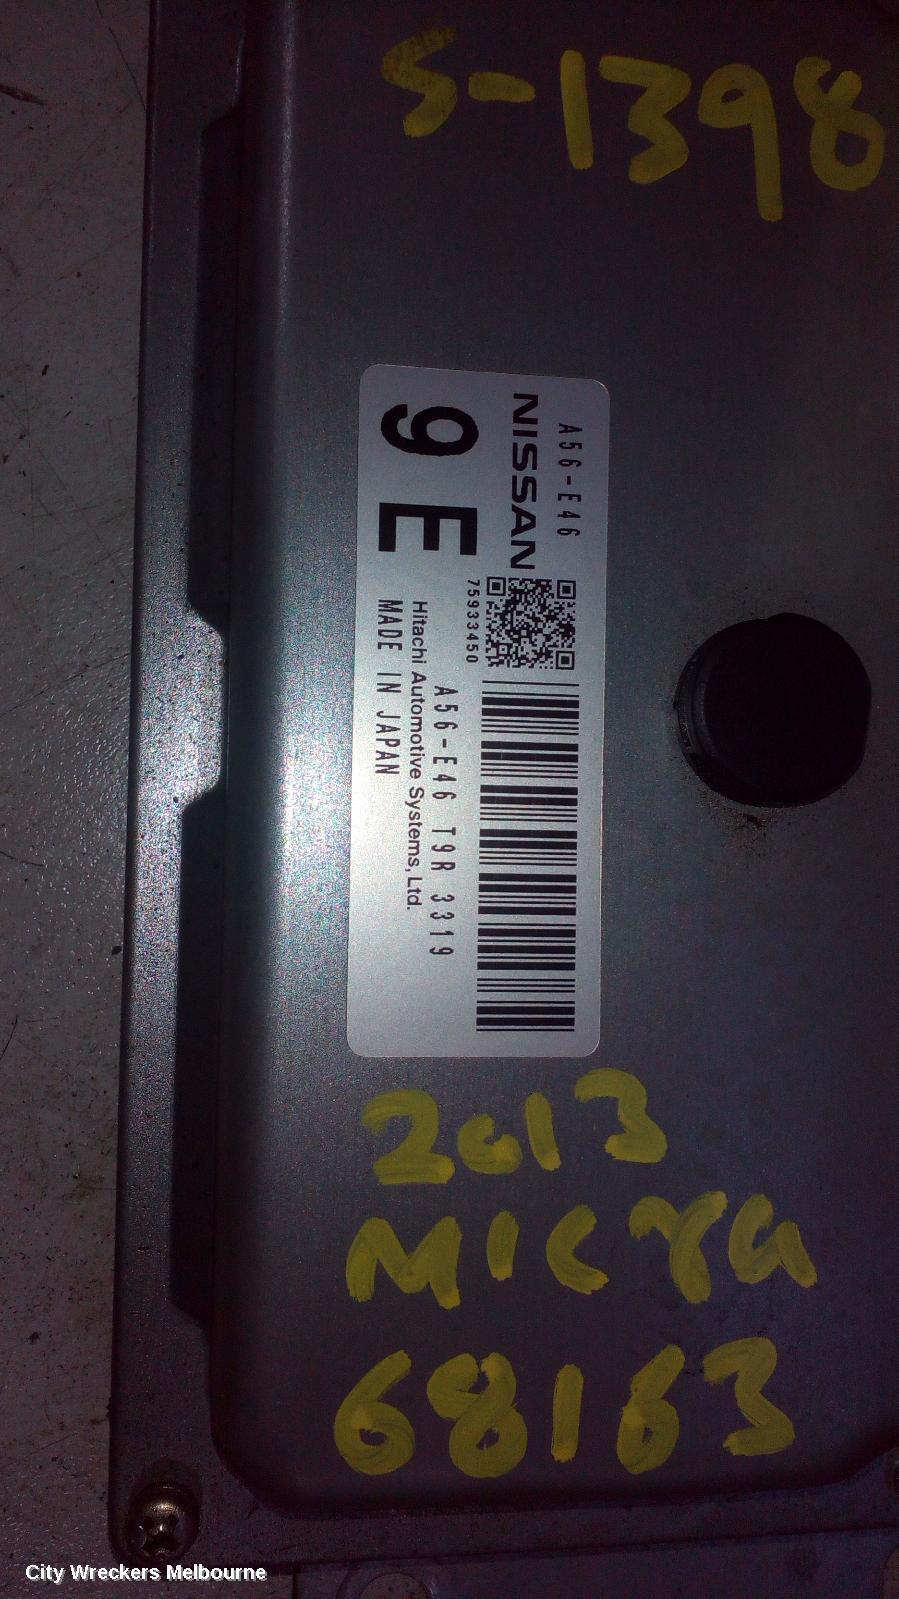 S-1398
A56-E46
NISSAN
9E
75933450
A56-E46 T9R 3319
Hitachi Automotive Systems, Ltd.
MADE IN JAPAN
2013
MICRA
68163
City Wreckers Melbourne